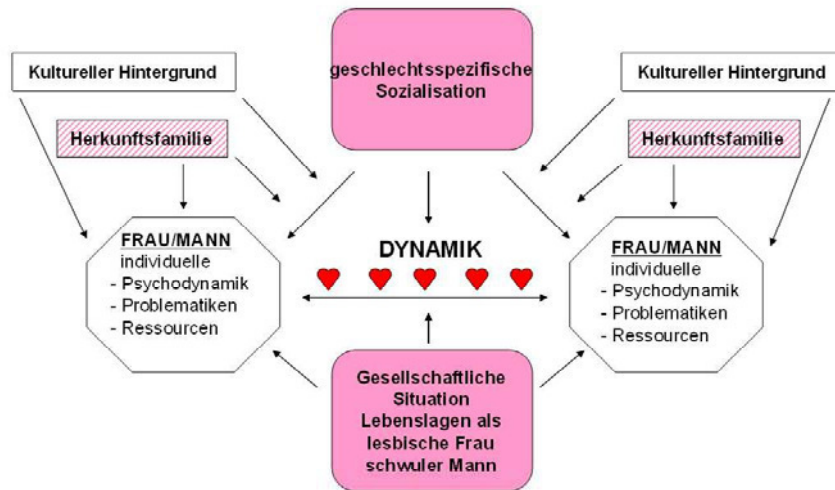 Kultureller Hintergrund
geschlechtsspezifische
Sozialisation
Kultureller Hintergrund
Herkunftsfamilie
Herkunftsfamilie
FRAU/MANN
individuelle
- Psychodynamik
- Problematiken
- Ressourcen
DYNAMIK
FRAU/MANN
individuelle
- Psychodynamik
- Problematiken
- Ressourcen
Gesellschaftliche
Situation
Lebenslagen als
lesbische Frau
schwuler Mann